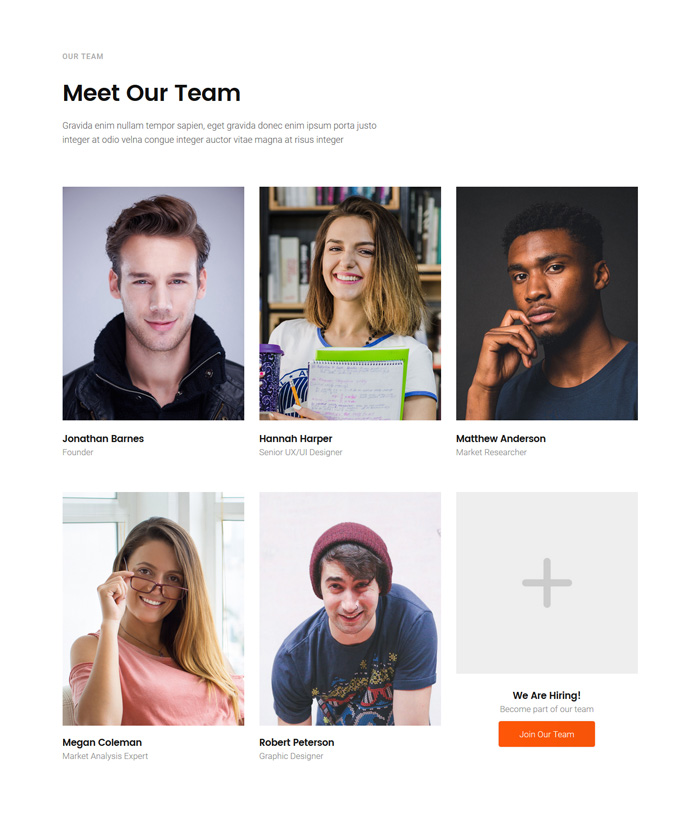 OUR TEAM
Meet Our Team
Gravida enim nullam tempor sapien, eget gravida donec enim ipsum porta justo
integer at odio velna congue integer auctor vitae magna at risus integer
Jonathan Barnes
Founder
Hannah Harper
Senior UX/UI Designer
Matthew Anderson
Market Researcher
Megan Coleman
Market Analysis Expert
Robert Peterson
Graphic Designer
We Are Hiring!
Become part of our team
Join Our Team